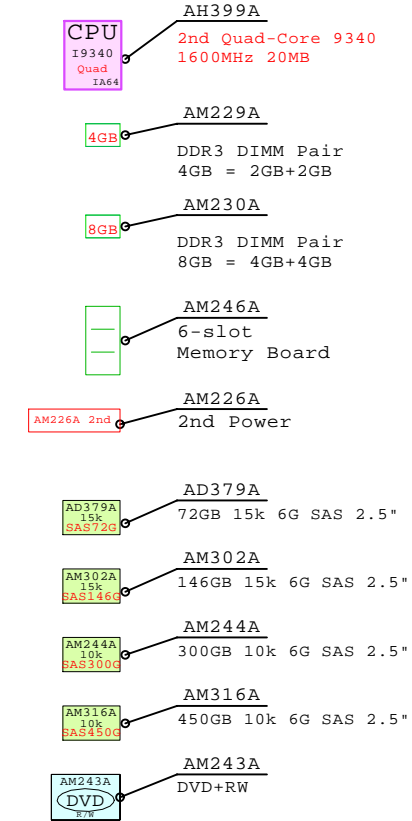 AH399A
CPU
I9340
Quad
IA64
2nd Quad-Core 9340
1600MHz 20MB
AM229A
4GB
DDR3 DIMM Pair
4GB = 2GB+2GB
AM230A
8GB
DDR3 DIMM Pair
8GB = 4GB+4GB
AM246A
6-slot
Memory Board
AM226A
AM226A 2nd
2nd Power
AD379A
AD379A
15k
SAS72G
72GB 15k 6G SAS 2.5"
AM302A
AM302A
15k
SAS146G
146GB 15k 6G SAS 2.5"
AM244A
AM244A
10k
SAS300G
300GB 10k 6G SAS 2.5"
AM316A
AM316A
10k
SAS450G
450GB 10k 6G SAS 2.5"
AM243A
AM243A
DVD
R/W
DVD+RW